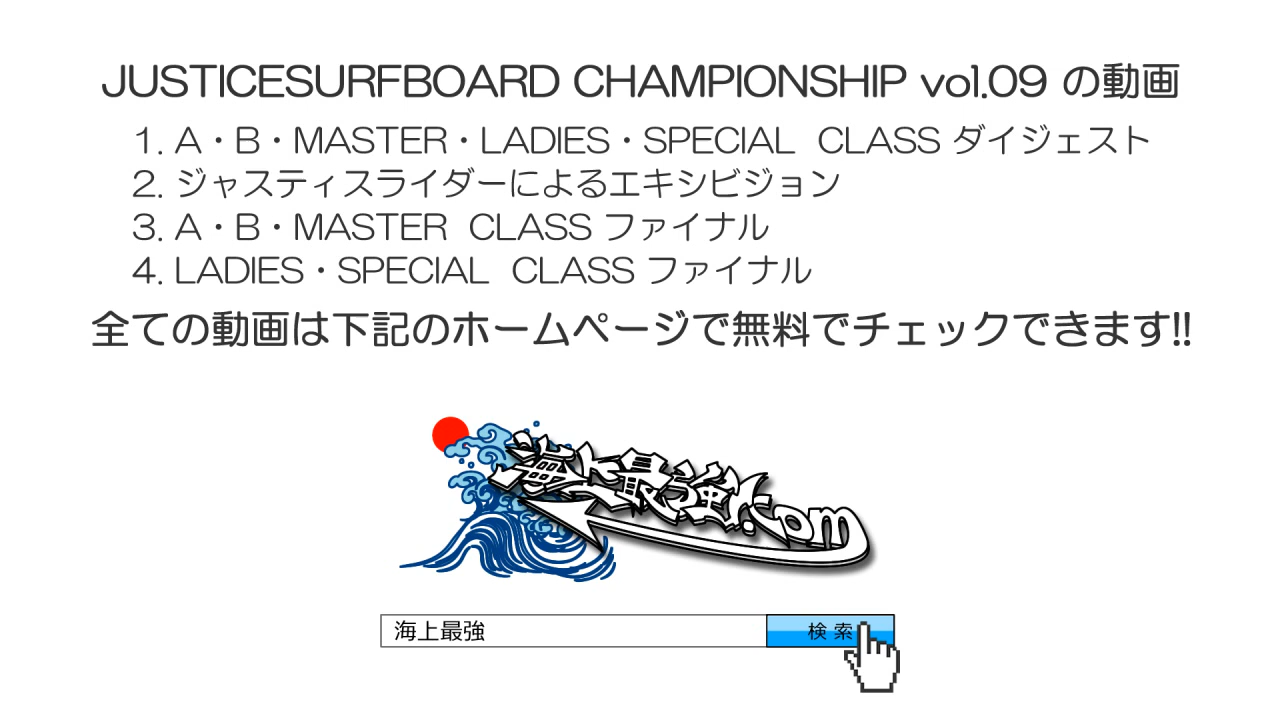 JUSTICESURFBOARD CHAMPIONSHIP vol.09 の動画
1. A・B・MASTER・LADIES・SPECIAL CLASS ダイジェスト
2. ジャスティスライダーによるエキシビジョン
3. A・B・MASTER CLASS ファイナル
4. LADIES・SPECIAL CLASS ファイナル
全ての動画は下記のホームページで無料でチェックできます!!
海上最強.com
海上最強 検索